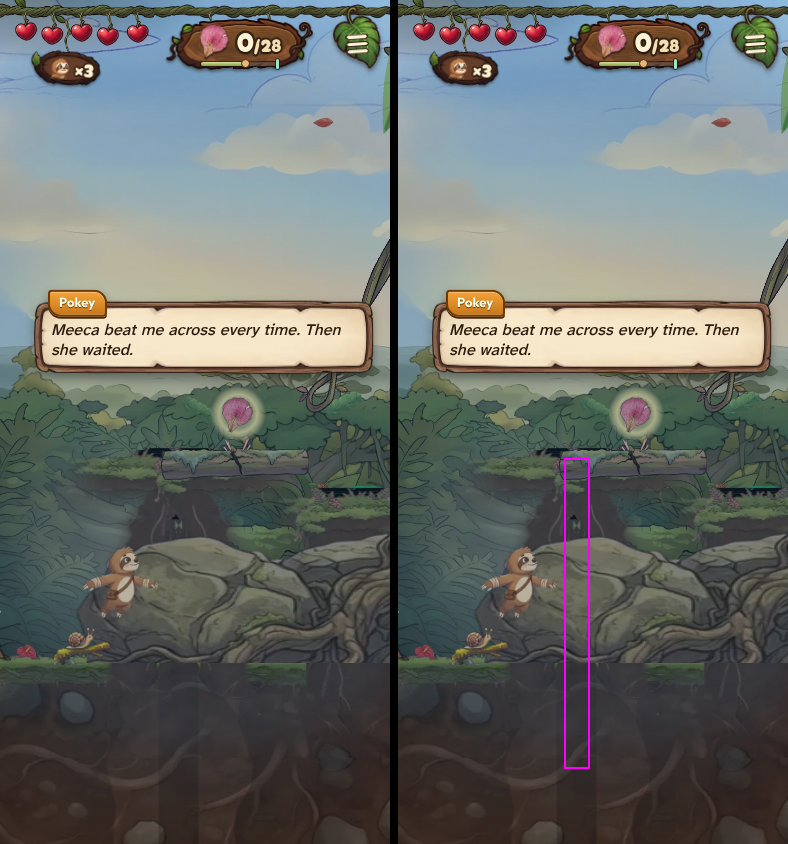 0/28
×3
Pokey
Meeca beat me across every time. Then
she waited.
0/28
×3
Pokey
Meeca beat me across every time. Then
she waited.